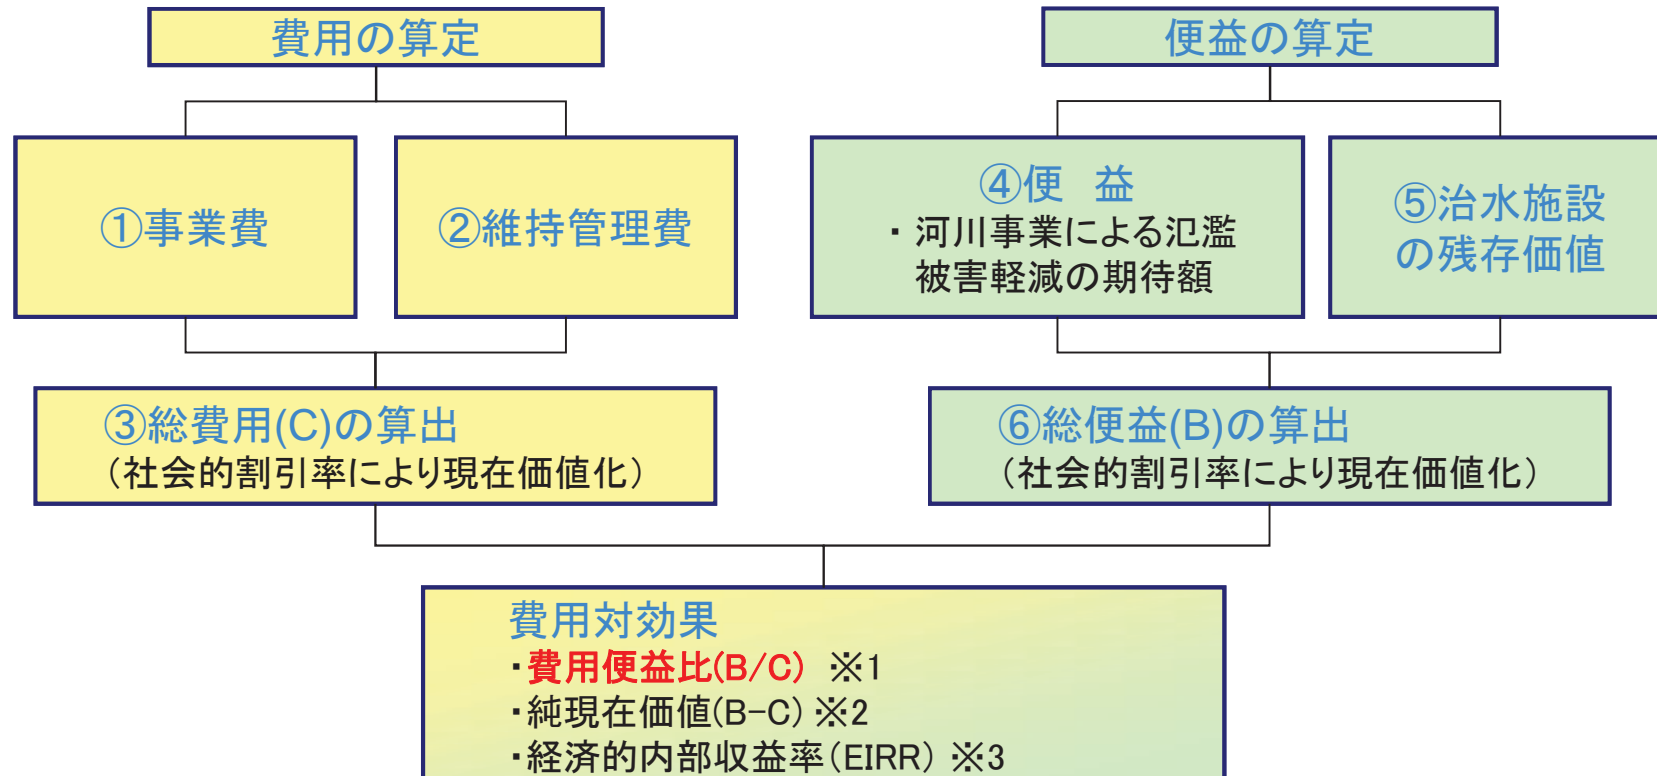 費用の算定
①事業費
②維持管理費
③総費用(C)の算出
(社会的割引率により現在価値化)
便益の算定
④便 益
・河川事業による氾濫
被害軽減の期待額
⑤治水施設
の残存価値
⑥総便益(B)の算出
(社会的割引率により現在価値化)
費用対効果
・費用便益比(B/C) ※1
・純現在価値(B-C) ※2
・経済的内部収益率(EIRR) ※3